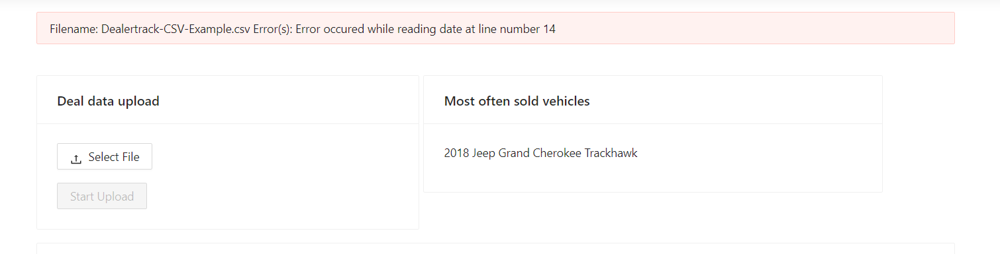 Filename: Dealertrack-CSV-Example.csv Error(s): Error occured while reading date at line number 14
Deal data upload
Most often sold vehicles
Select File
2018 Jeep Grand Cherokee Trackhawk
Start Upload